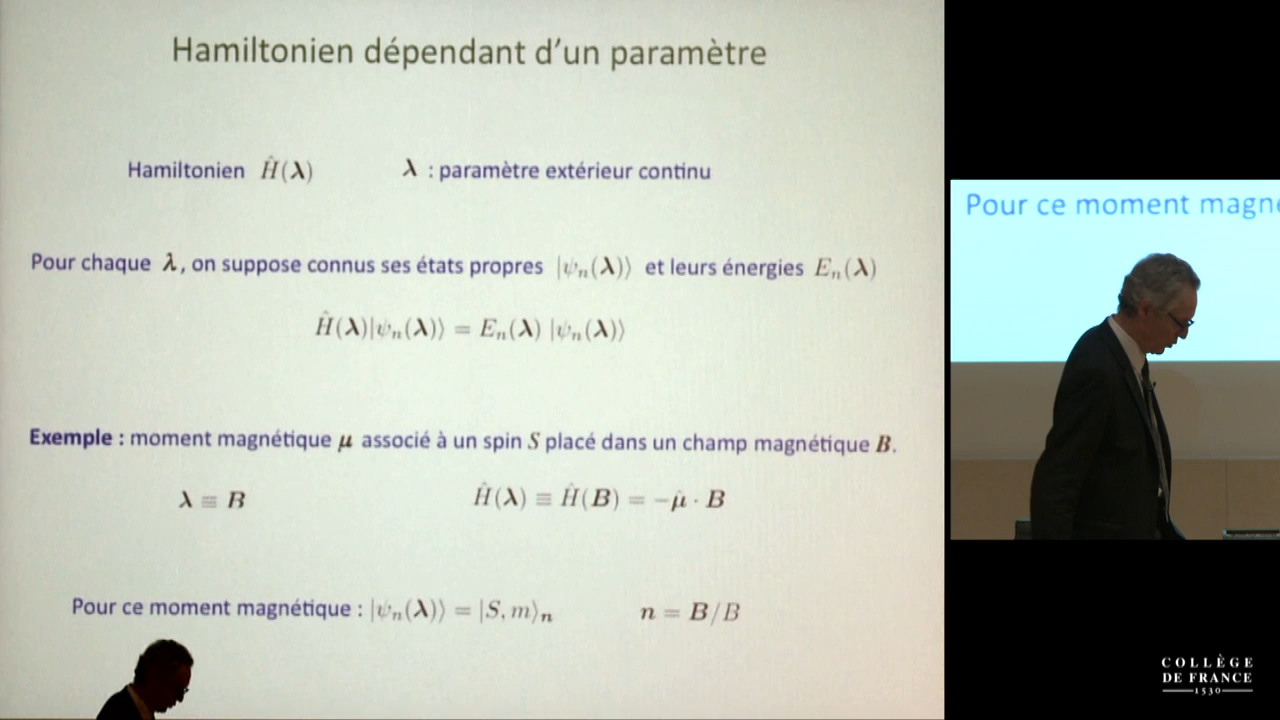 Hamiltonien dépendant d'un paramètre
Hamiltonien Ĥ(λ) λ : paramètre extérieur continu
Pour chaque λ, on suppose connus ses états propres |ψₙ(λ)⟩ et leurs énergies Eₙ(λ)
Ĥ(λ)|ψₙ(λ)⟩ = Eₙ(λ) |ψₙ(λ)⟩
Exemple : moment magnétique μ associé à un spin S placé dans un champ magnétique B.
λ ≡ B Ĥ(λ) ≡ Ĥ(B) = −μ̂ · B
Pour ce moment magnétique : |ψₙ(λ)⟩ = |S, m⟩ₙ n = B/B
Pour ce moment magn
COLLÈGE
DE FRANCE
1530